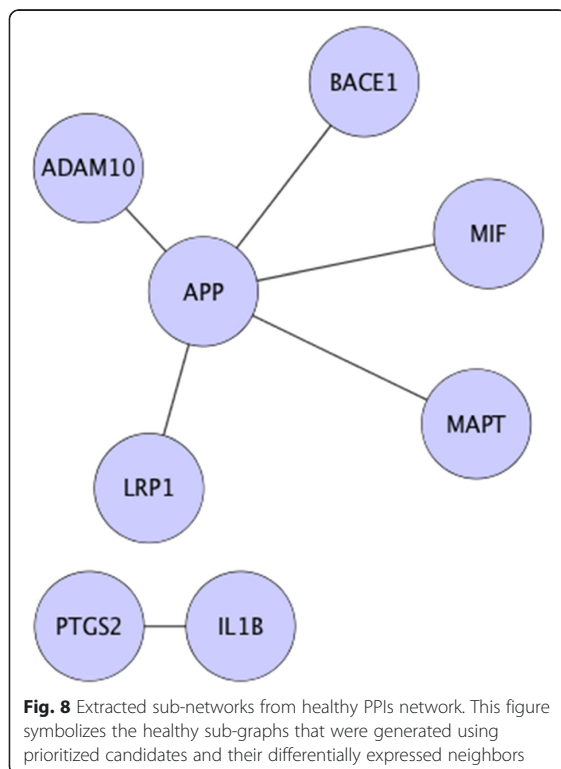 BACE1
ADAM10
MIF
APP
MAPT
LRP1
PTGS2
IL1B
Fig. 8 Extracted sub-networks from healthy PPIs network. This figure
symbolizes the healthy sub-graphs that were generated using
prioritized candidates and their differentially expressed neighbors